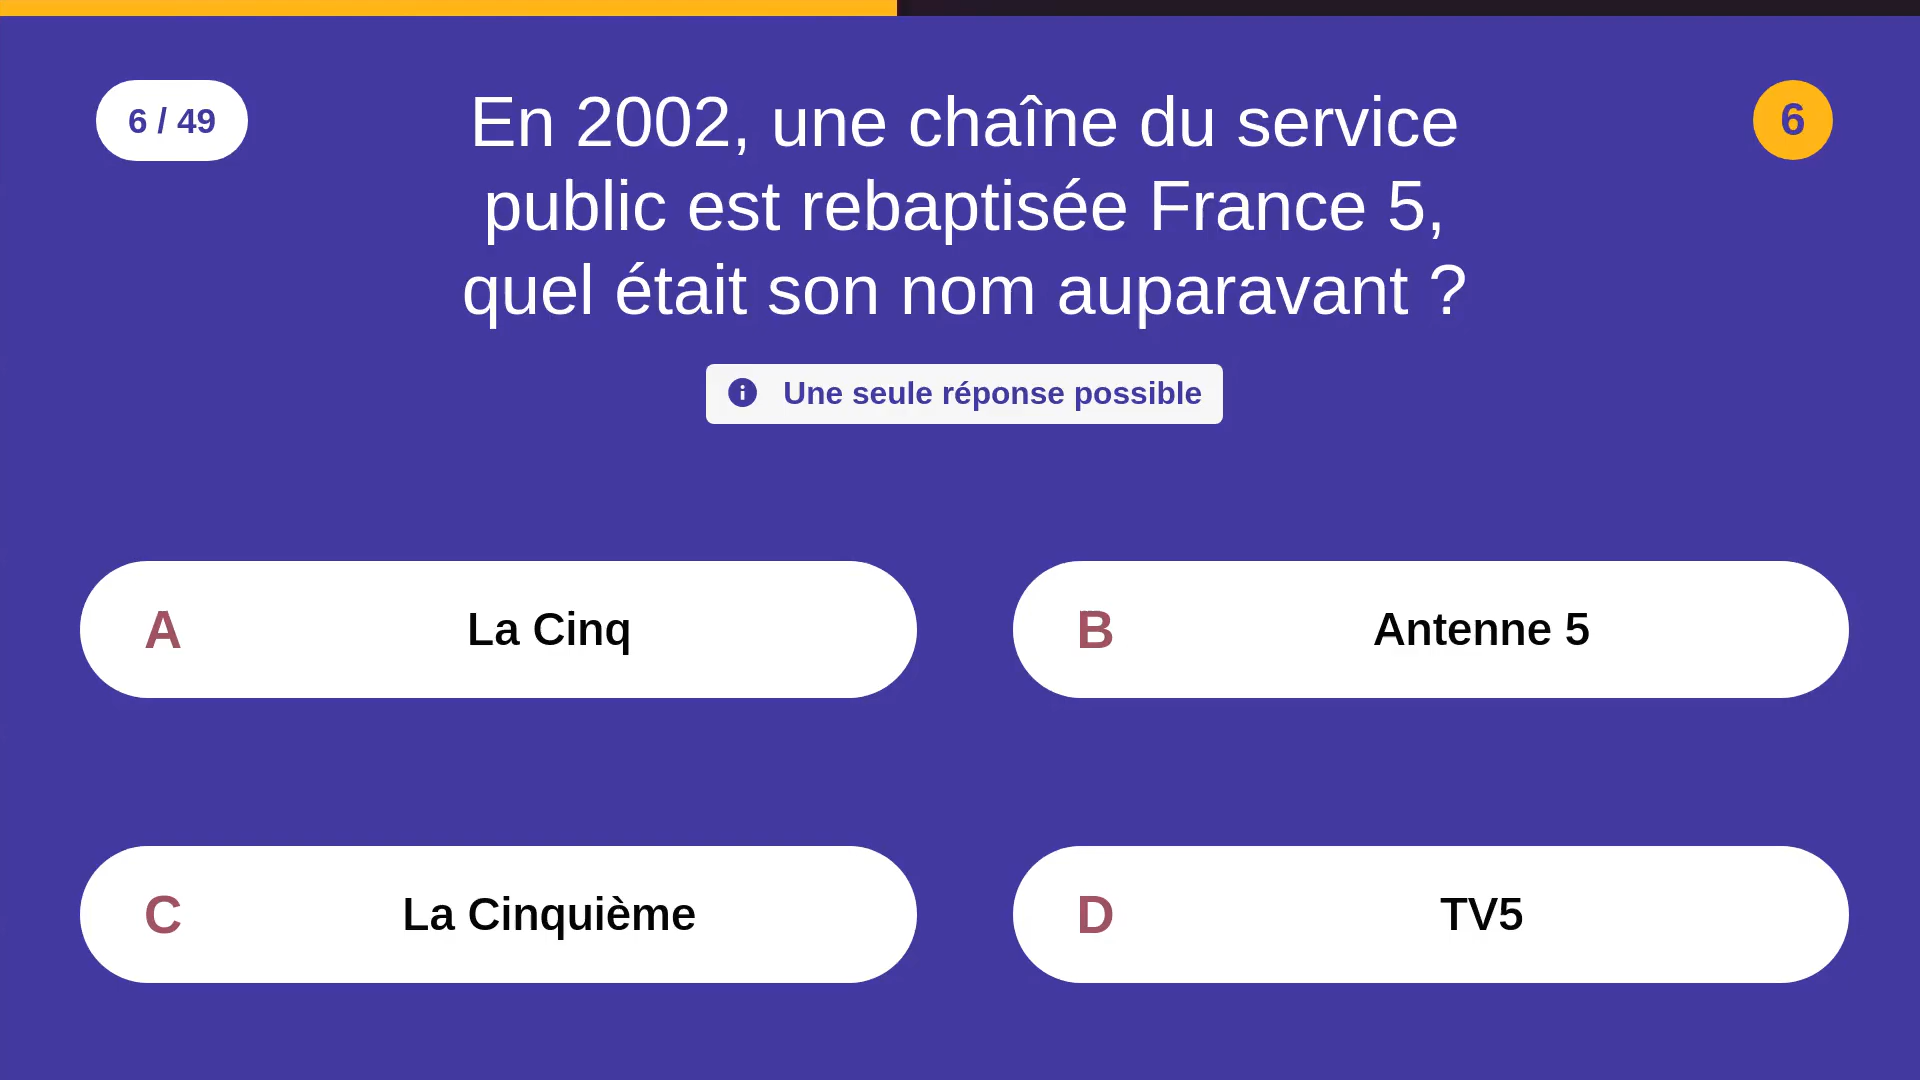 6 / 49
En 2002, une chaîne du service
public est rebaptisée France 5,
quel était son nom auparavant ?
6
Une seule réponse possible
A La Cinq
B Antenne 5
C La Cinquième
D TV5